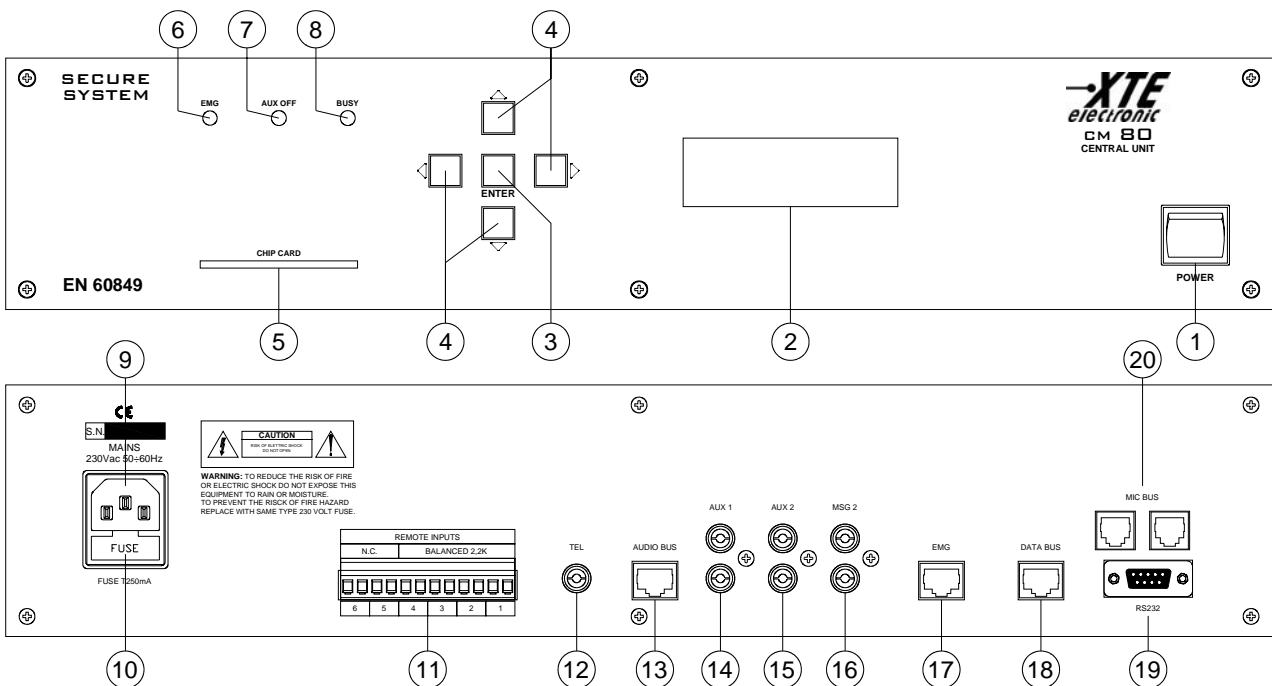 6 7 8 4
SECURE
SYSTEM
EMG AUX OFF BUSY
XTE
electronic
CM 80
CENTRAL UNIT
ENTER
CHIP CARD
EN 60849
POWER
5 4 3 2 1
9 20
CE
S.N.
MAINS
230Vac 50÷60Hz
FUSE
FUSE T250mA
CAUTION
RISK OF ELETTRIC SHOCK
DO NOT OPEN
WARNING: TO REDUCE THE RISK OF FIRE
OR ELECTRIC SHOCK DO NOT EXPOSE THIS
EQUIPMENT TO RAIN OR MOISTURE.
TO PREVENT THE RISCK OF FIRE HAZARD
REPLACE WITH SAME TYPE 230 VOLT FUSE.
REMOTE INPUTS
N.C. BALANCED 2,2K
6 5 4 3 2 1
TEL
AUDIO BUS
AUX 1
AUX 2
MSG 2
EMG
DATA BUS
MIC BUS
RS232
10 11 12 13 14 15 16 17 18 19